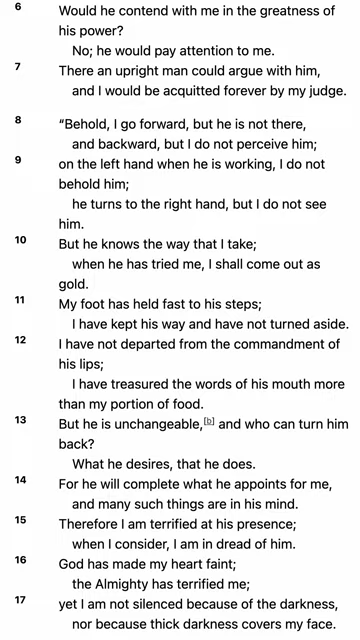 6 Would he contend with me in the greatness of
his power?
No; he would pay attention to me.
7 There an upright man could argue with him,
and I would be acquitted forever by my judge.
8 “Behold, I go forward, but he is not there,
and backward, but I do not perceive him;
9 on the left hand when he is working, I do not
behold him;
he turns to the right hand, but I do not see
him.
10 But he knows the way that I take;
when he has tried me, I shall come out as
gold.
11 My foot has held fast to his steps;
I have kept his way and have not turned aside.
12 I have not departed from the commandment of
his lips;
I have treasured the words of his mouth more
than my portion of food.
13 But he is unchangeable,[b] and who can turn him
back?
What he desires, that he does.
14 For he will complete what he appoints for me,
and many such things are in his mind.
15 Therefore I am terrified at his presence;
when I consider, I am in dread of him.
16 God has made my heart faint;
the Almighty has terrified me;
17 yet I am not silenced because of the darkness,
nor because thick darkness covers my face.